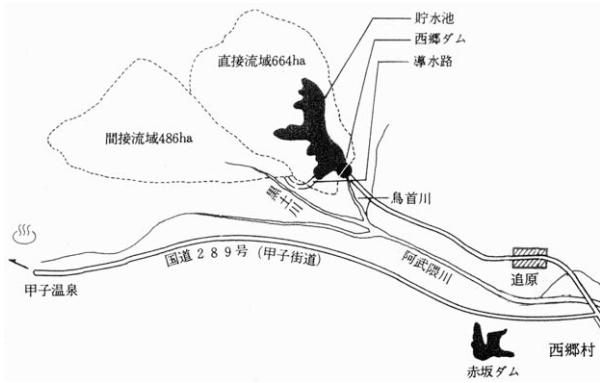 貯水池
西郷ダム
導水路
直接流域664ha
間接流域486ha
黒土川
鳥首川
国道289号(甲子街道)
阿武隈川
追原
甲子温泉
西郷村
赤坂ダム